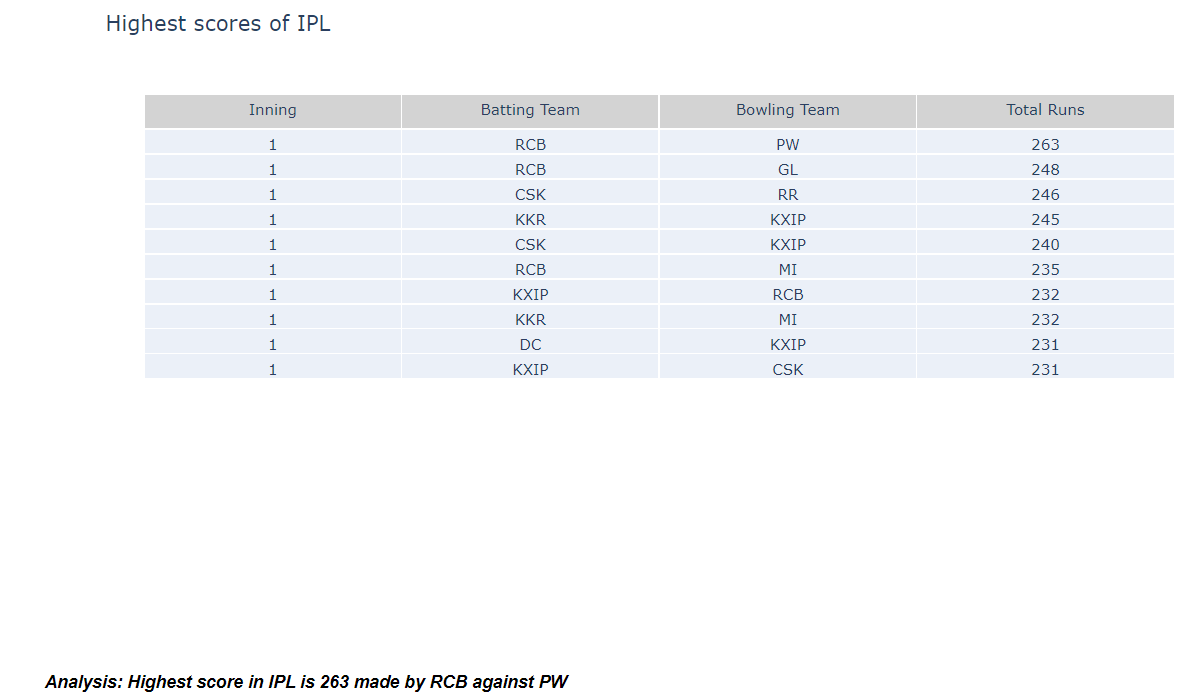 Highest scores of IPL
Inning Batting Team Bowling Team Total Runs
1 RCB PW 263
1 RCB GL 248
1 CSK RR 246
1 KKR KXIP 245
1 CSK KXIP 240
1 RCB MI 235
1 KXIP RCB 232
1 KKR MI 232
1 DC KXIP 231
1 KXIP CSK 231
Analysis: Highest score in IPL is 263 made by RCB against PW